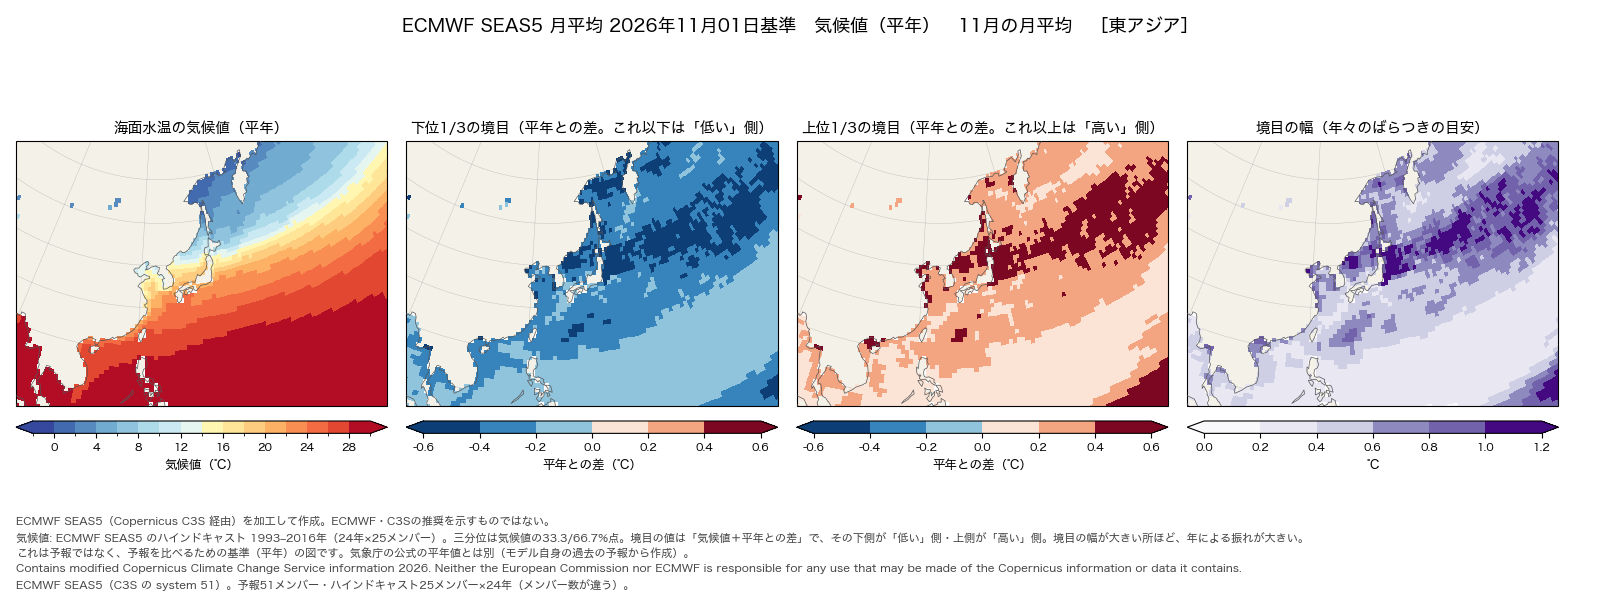 ECMWF SEAS5 月平均 2026年11月01日基準　気候値（平年）　11月の月平均　［東アジア］
海面水温の気候値（平年）
下位1/3の境目（平年との差。これ以下は「低い」側）
上位1/3の境目（平年との差。これ以上は「高い」側）
境目の幅（年々のばらつきの目安）
0 4 8 12 16 20 24 28
-0.6 -0.4 -0.2 0.0 0.2 0.4 0.6
-0.6 -0.4 -0.2 0.0 0.2 0.4 0.6
0.0 0.2 0.4 0.6 0.8 1.0 1.2
気候値（℃）
平年との差（℃）
平年との差（℃）
℃
ECMWF SEAS5（Copernicus C3S 経由）を加工して作成。ECMWF・C3Sの推奨を示すものではない。
気候値: ECMWF SEAS5 のハインドキャスト 1993–2016年（24年×25メンバー）。三分位は気候値の33.3/66.7%点。境目の値は「気候値＋平年との差」で、その下側が「低い」側・上側が「高い」側。境目の幅が大きい所ほど、年による振れが大きい。
これは予報ではなく、予報を比べるための基準（平年）の図です。気象庁の公式の平年値とは別（モデル自身の過去の予報から作成）。
Contains modified Copernicus Climate Change Service information 2026. Neither the European Commission nor ECMWF is responsible for any use that may be made of the Copernicus information or data it contains.
ECMWF SEAS5（C3S の system 51）。予報51メンバー・ハインドキャスト25メンバー×24年（メンバー数が違う）。